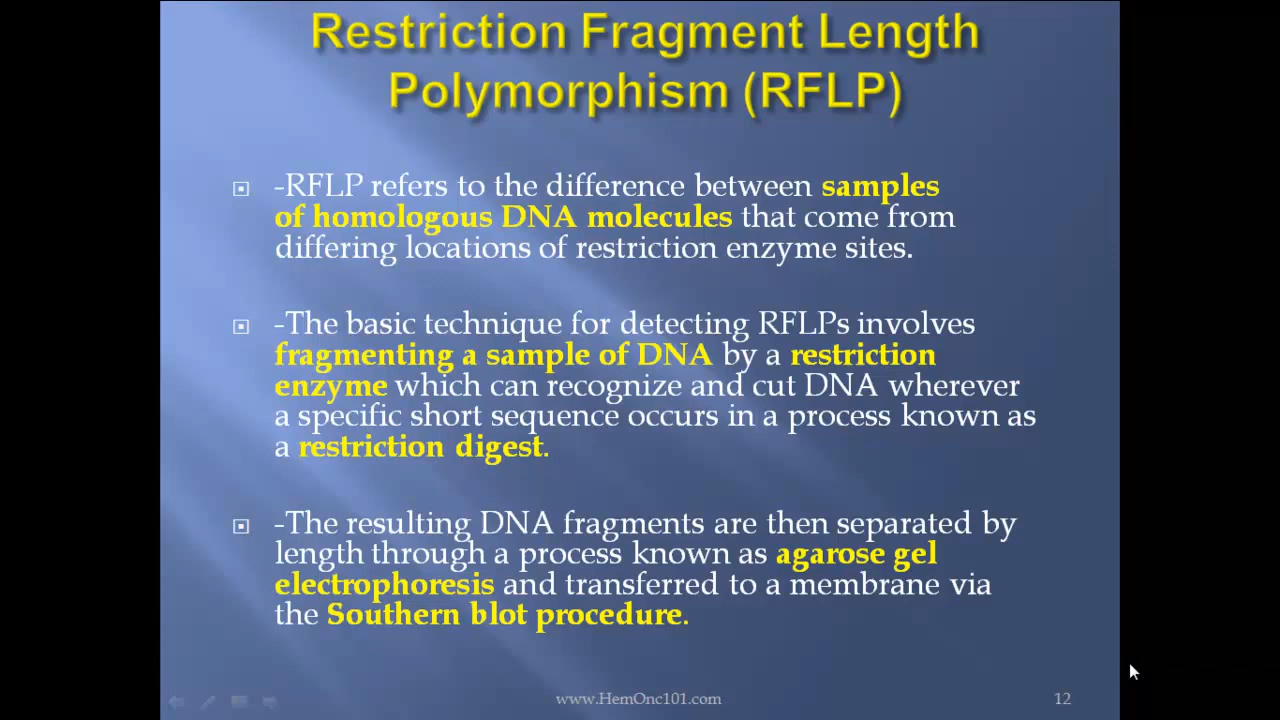 Restriction Fragment Length
Polymorphism (RFLP)
-RFLP refers to the difference between samples
of homologous DNA molecules that come from
differing locations of restriction enzyme sites.
-The basic technique for detecting RFLPs involves
fragmenting a sample of DNA by a restriction
enzyme which can recognize and cut DNA wherever
a specific short sequence occurs in a process known as
a restriction digest.
-The resulting DNA fragments are then separated by
length through a process known as agarose gel
electrophoresis and transferred to a membrane via
the Southern blot procedure.
www.HemOnc101.com
12